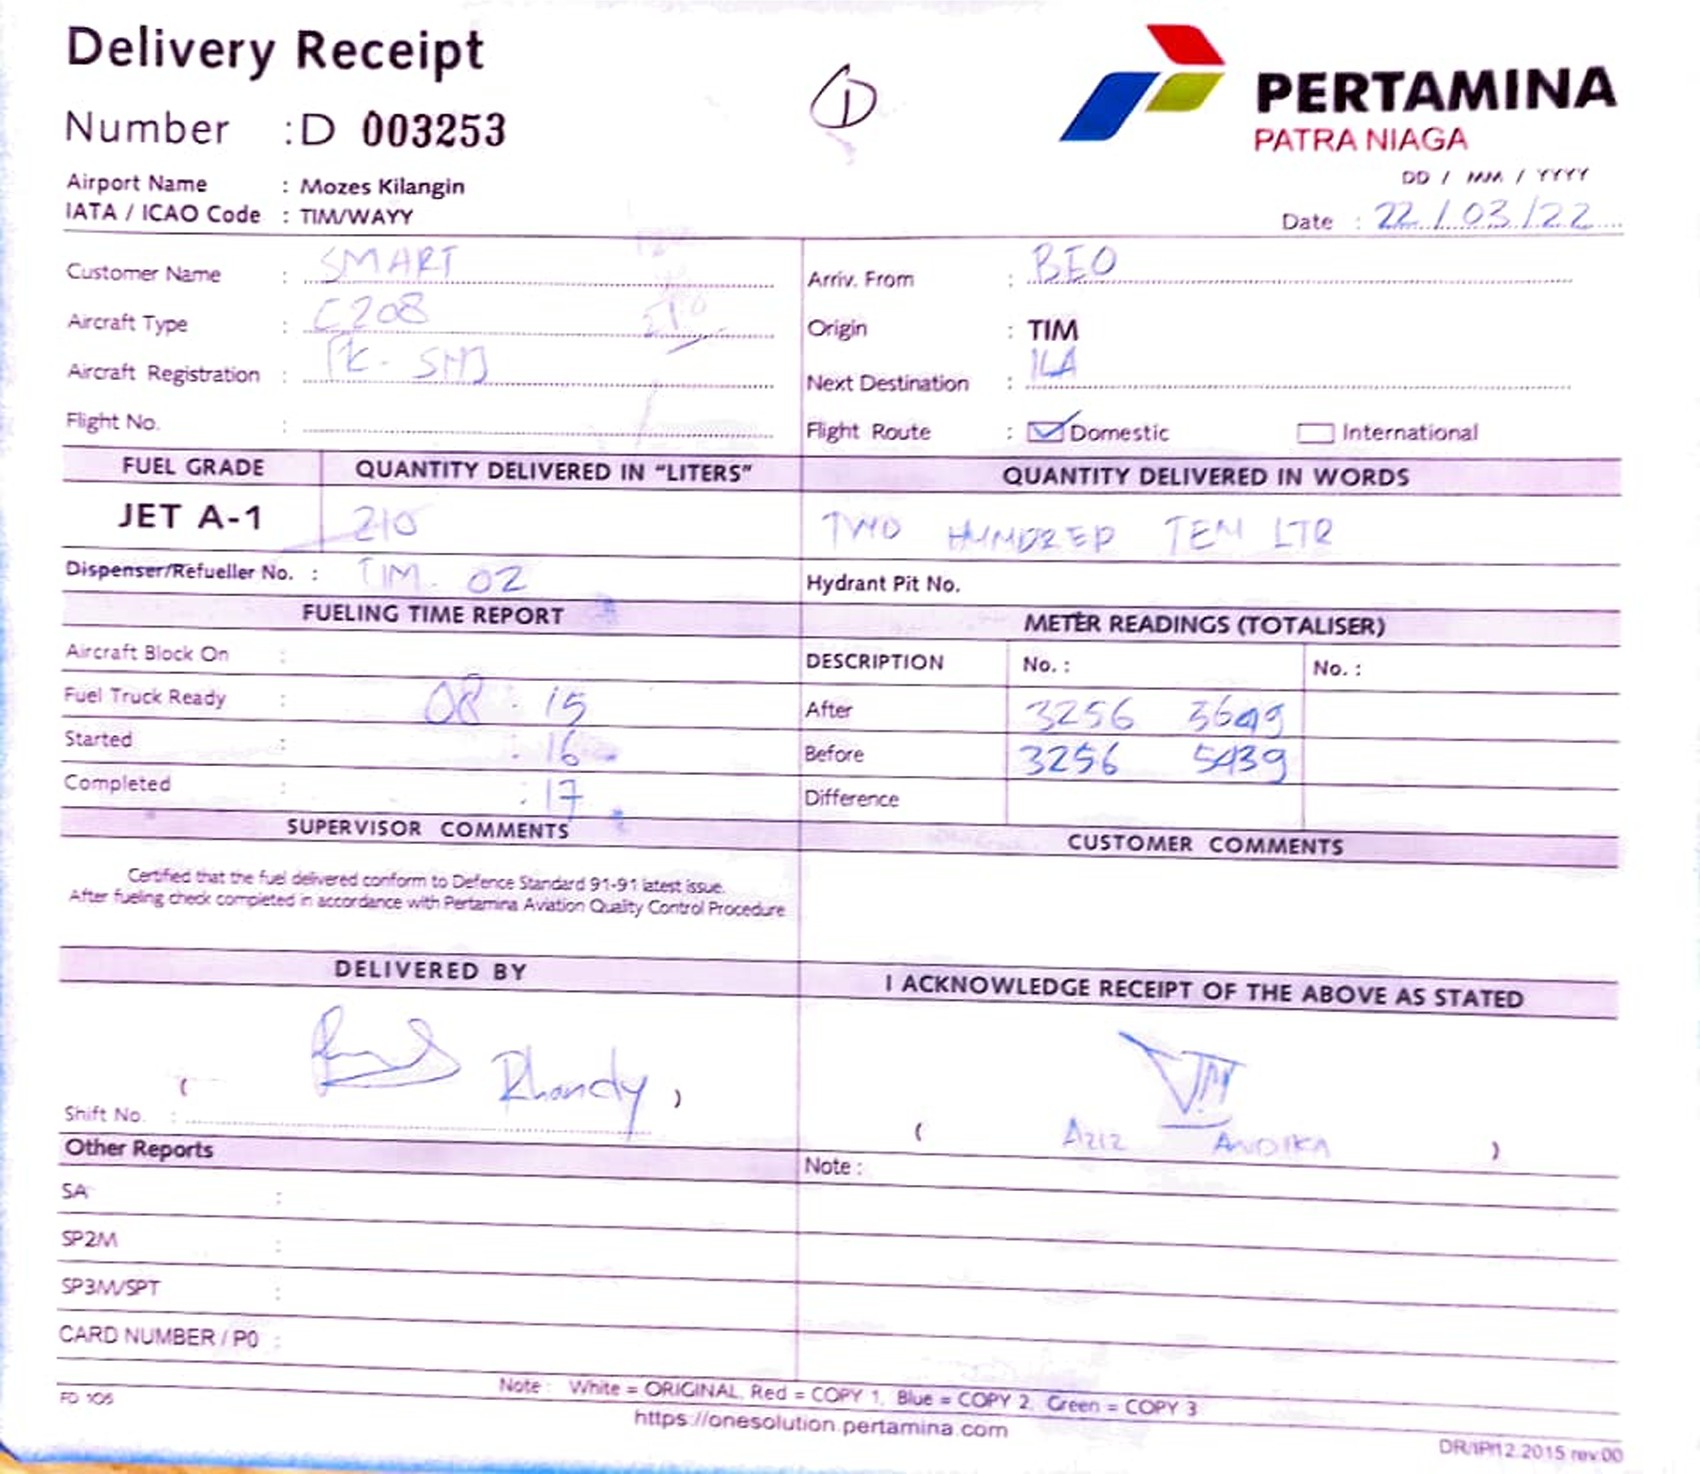 Delivery Receipt
Number : D 003253
1
PERTAMINA
PATRA NIAGA
Airport Name : Mozes Kilangin
IATA / ICAO Code : TIM/WAYY
DD / MM / YYYY
Date : 22/03/22
Customer Name : SMART
Aircraft Type : C208
Aircraft Registration : PK-SMJ
Flight No. :
Arriv. From : BEO
Origin : TIM
Next Destination : ILA
Flight Route : Domestic International
FUEL GRADE QUANTITY DELIVERED IN "LITERS" QUANTITY DELIVERED IN WORDS
JET A-1 210 TWO HUNDRED TEN LTR
Dispenser/Refueller No. : TIM. 02 Hydrant Pit No.
FUELING TIME REPORT
Aircraft Block On :
Fuel Truck Ready : 08 : 15
Started : : 16
Completed : : 17
METER READINGS (TOTALISER)
DESCRIPTION No. : No. :
After 3256 3649
Before 3256 5439
Difference
SUPERVISOR COMMENTS
Certified that the fuel delivered conform to Defence Standard 91-91 latest issue.
After fueling check completed in accordance with Pertamina Aviation Quality Control Procedure
CUSTOMER COMMENTS
DELIVERED BY
( Rhandy )
Shift No. :
I ACKNOWLEDGE RECEIPT OF THE ABOVE AS STATED
( AZIZ ANDIKA )
Other Reports
SA :
SP2M :
SP3M/SPT :
CARD NUMBER / PO :
Note :
Note : White = ORIGINAL, Red = COPY 1, Blue = COPY 2, Green = COPY 3
FD 105
https://onesolution.pertamina.com
DR/IP/12.2015 rev.00